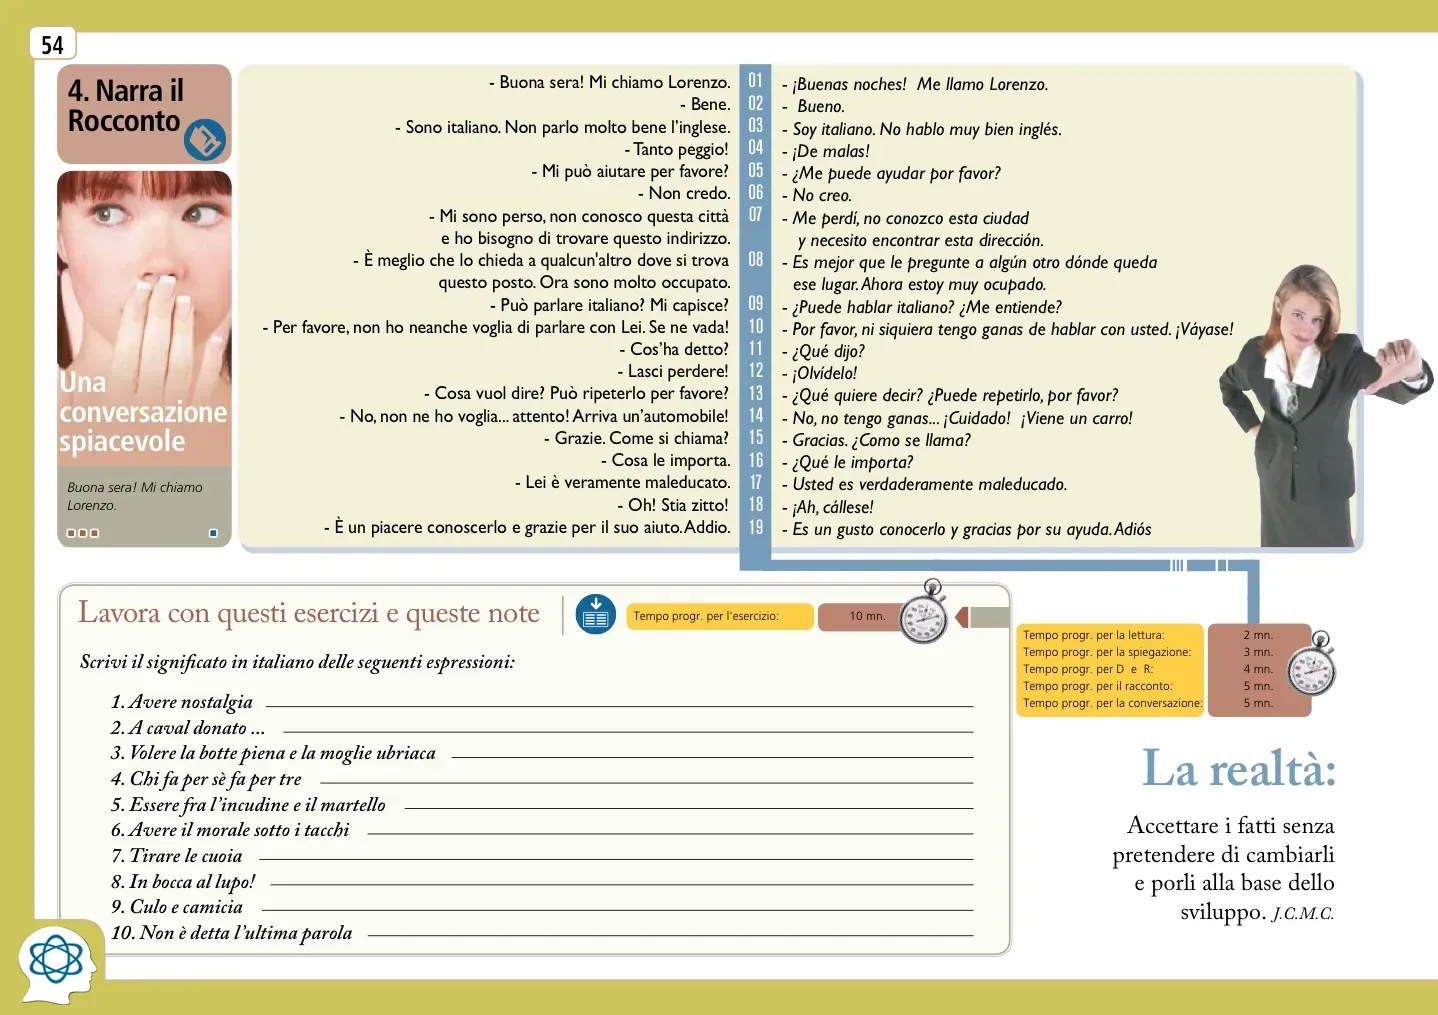 54
4. Narra il
Rocconto
Una
conversazione
spiacevole
Buona sera! Mi chiamo
Lorenzo.
- Buona sera! Mi chiamo Lorenzo. 01 - ¡Buenas noches! Me llamo Lorenzo.
- Bene. 02 - Bueno.
- Sono italiano. Non parlo molto bene l'inglese. 03 - Soy italiano. No hablo muy bien inglés.
- Tanto peggio! 04 - ¡De malas!
- Mi può aiutare per favore? 05 - ¿Me puede ayudar por favor?
- Non credo. 06 - No creo.
- Mi sono perso, non conosco questa città 07 - Me perdí, no conozco esta ciudad
e ho bisogno di trovare questo indirizzo. y necesito encontrar esta dirección.
- È meglio che lo chieda a qualcun'altro dove si trova 08 - Es mejor que le pregunte a algún otro dónde queda
questo posto. Ora sono molto occupato. ese lugar. Ahora estoy muy ocupado.
- Può parlare italiano? Mi capisce? 09 - ¿Puede hablar italiano? ¿Me entiende?
- Per favore, non ho neanche voglia di parlare con Lei. Se ne vada! 10 - Por favor, ni siquiera tengo ganas de hablar con usted. ¡Váyase!
- Cos'ha detto? 11 - ¿Qué dijo?
- Lasci perdere! 12 - ¡Olvídelo!
- Cosa vuol dire? Può ripeterlo per favore? 13 - ¿Qué quiere decir? ¿Puede repetirlo, por favor?
- No, non ne ho voglia... attento! Arriva un'automobile! 14 - No, no tengo ganas... ¡Cuidado! ¡Viene un carro!
- Grazie. Come si chiama? 15 - Gracias. ¿Como se llama?
- Cosa le importa. 16 - ¿Qué le importa?
- Lei è veramente maleducato. 17 - Usted es verdaderamente maleducado.
- Oh! Stia zitto! 18 - ¡Ah, cállese!
- È un piacere conoscerlo e grazie per il suo aiuto. Addio. 19 - Es un gusto conocerlo y gracias por su ayuda. Adiós
Lavora con questi esercizi e queste note
Tempo progr. per l'esercizio: 10 mn.
Scrivi il significato in italiano delle seguenti espressioni:
1. Avere nostalgia
2. A caval donato ...
3. Volere la botte piena e la moglie ubriaca
4. Chi fa per sè fa per tre
5. Essere fra l'incudine e il martello
6. Avere il morale sotto i tacchi
7. Tirare le cuoia
8. In bocca al lupo!
9. Culo e camicia
10. Non è detta l'ultima parola
Tempo progr. per la lettura: 2 mn.
Tempo progr. per la spiegazione: 3 mn.
Tempo progr. per D e R: 4 mn.
Tempo progr. per il racconto: 5 mn.
Tempo progr. per la conversazione: 5 mn.
La realtà:
Accettare i fatti senza
pretendere di cambiarli
e porli alla base dello
sviluppo. J.C.M.C.